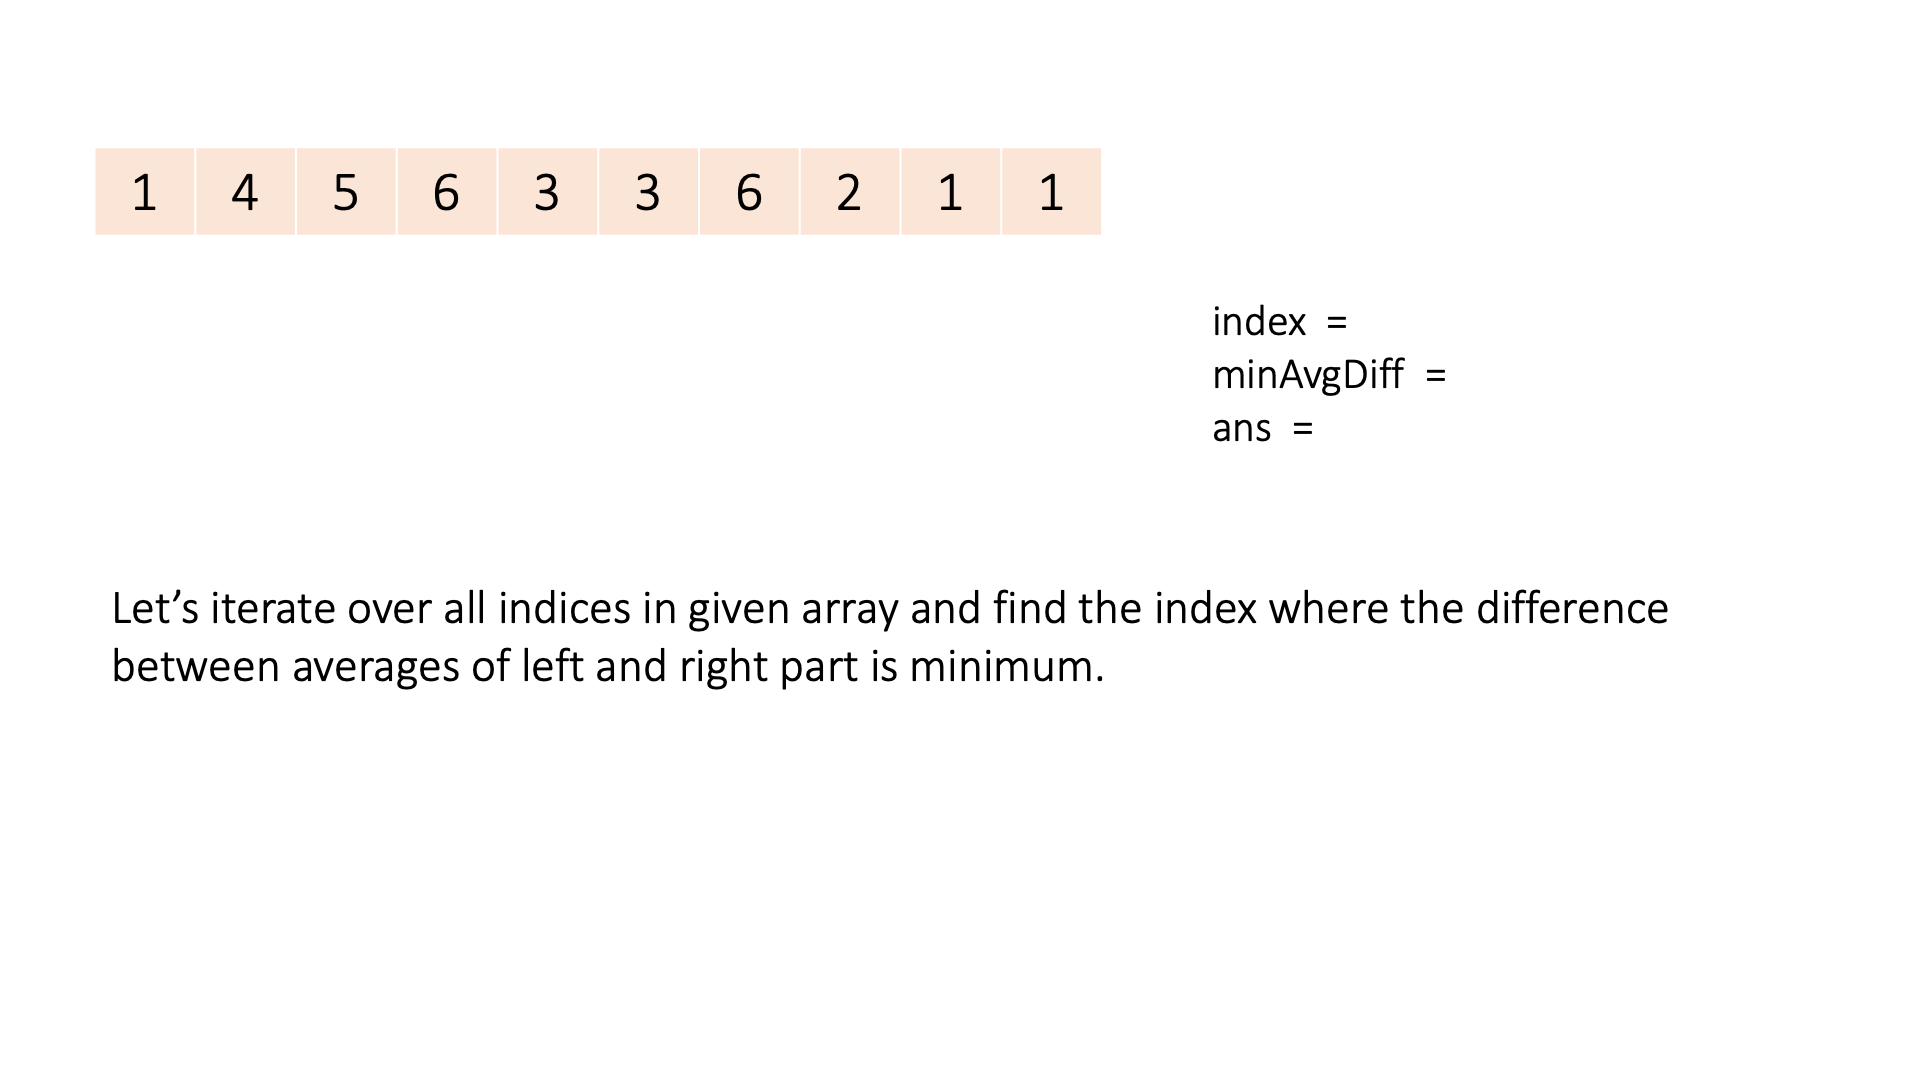 1 4 5 6 3 3 6 2 1 1
index =
minAvgDiff =
ans =
Let’s iterate over all indices in given array and find the index where the difference
between averages of left and right part is minimum.